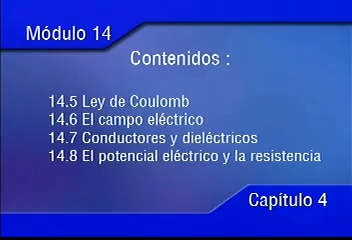 Módulo 14
Contenidos :
14.5 Ley de Coulomb
14.6 El campo eléctrico
14.7 Conductores y dieléctricos
14.8 El potencial eléctrico y la resistencia
Capítulo 4